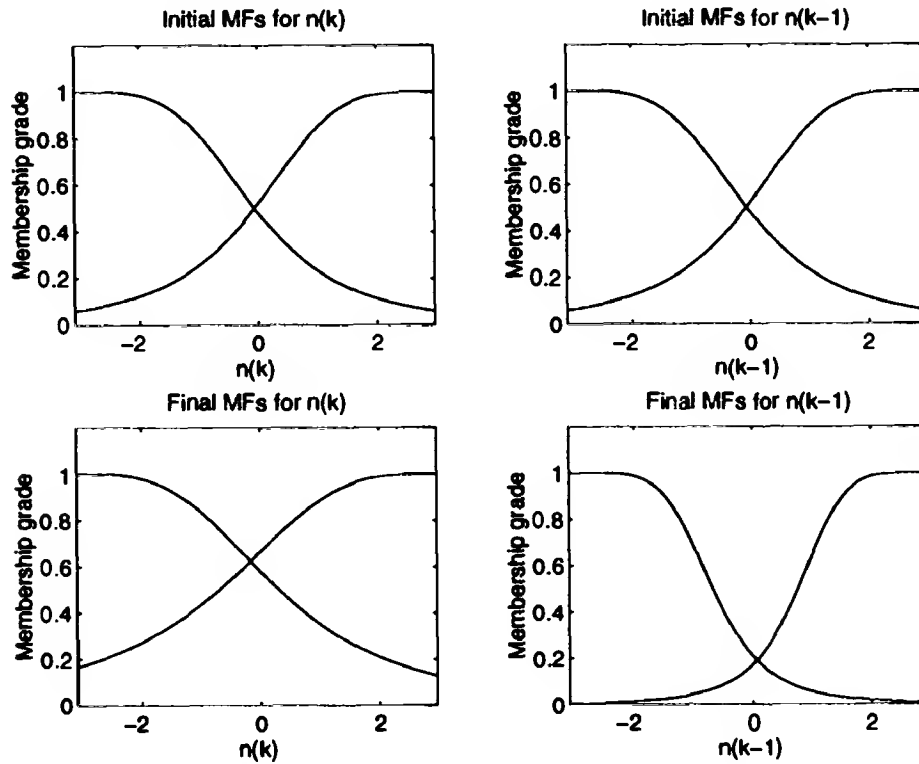 Initial MFs for n(k)
Membership grade
1
0.8
0.6
0.4
0.2
0
−2 0 2
n(k)
Initial MFs for n(k−1)
Membership grade
1
0.8
0.6
0.4
0.2
0
−2 0 2
n(k−1)
Final MFs for n(k)
Membership grade
1
0.8
0.6
0.4
0.2
0
−2 0 2
n(k)
Final MFs for n(k−1)
Membership grade
1
0.8
0.6
0.4
0.2
0
−2 0 2
n(k−1)